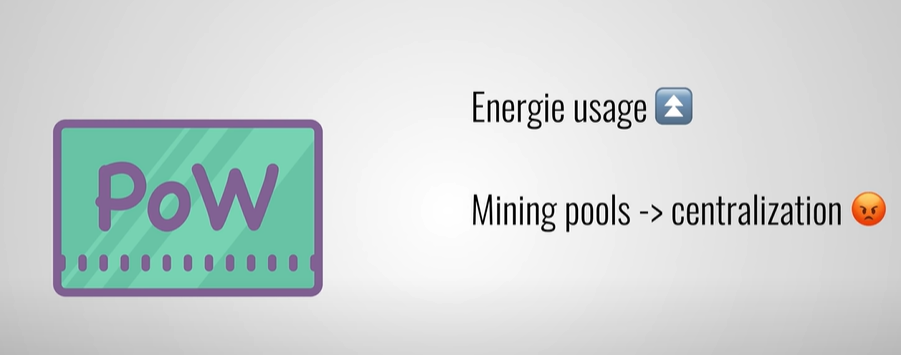 PoW
Energie usage ⏫
Mining pools -> centralization 😡